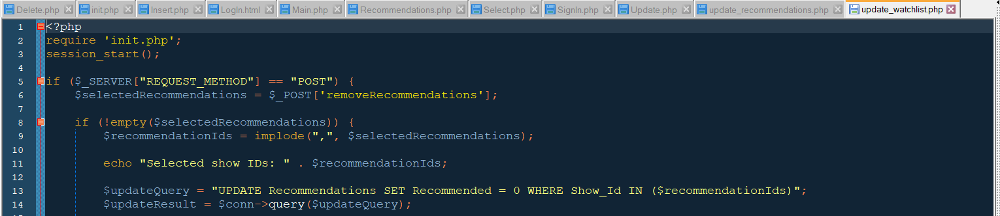 Delete.php init.php Insert.php LogIn.html Main.php Recommendations.php Select.php SignIn.php Update.php update_recommendations.php update_watchlist.php
1 <?php
2 require 'init.php';
3 session_start();
4
5 if ($_SERVER["REQUEST_METHOD"] == "POST") {
6 $selectedRecommendations = $_POST['removeRecommendations'];
7
8 if (!empty($selectedRecommendations)) {
9 $recommendationIds = implode(",", $selectedRecommendations);
10
11 echo "Selected show IDs: " . $recommendationIds;
12
13 $updateQuery = "UPDATE Recommendations SET Recommended = 0 WHERE Show_Id IN ($recommendationIds)";
14 $updateResult = $conn->query($updateQuery);